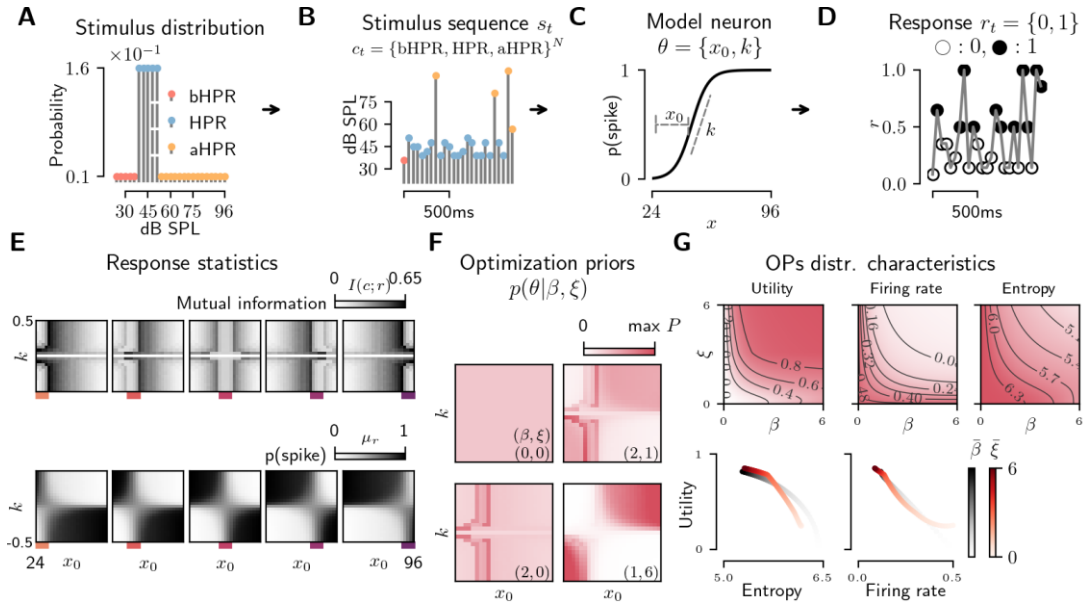 A
Stimulus distribution
×10⁻¹
1.6
0.1
Probability
bHPR
HPR
aHPR
30 45 60 75 96
dB SPL
B
Stimulus sequence s_t
c_t = {bHPR, HPR, aHPR}^N
75
60
45
30
dB SPL
500ms
C
Model neuron
θ = {x_0, k}
1
0
p(spike)
x_0
k
24 96
x
D
Response r_t = {0, 1}
○ : 0, ● : 1
1.0
0.5
0.0
r
500ms
E
Response statistics
0 I(c; r) 0.65
Mutual information
0.5
k
0 μ_r 1
p(spike)
k
-0.5
24 x_0 x_0 x_0 x_0 x_0 96
F
Optimization priors
p(θ|β, ξ)
0 max P
k
(β, ξ)
(0, 0)
(2, 1)
k
(2, 0)
(1, 6)
x_0 x_0
G
OPs distr. characteristics
Utility Firing rate Entropy
6
ξ
0
0.8
0.6
0.4
0.16
0.32
0.40
6.0
5.7
6.3
0 β 6 0 β 6 0 β 6
β̄ ξ̄
6
0
1
0
Utility
5.0 6.5
Entropy
0.0 0.5
Firing rate